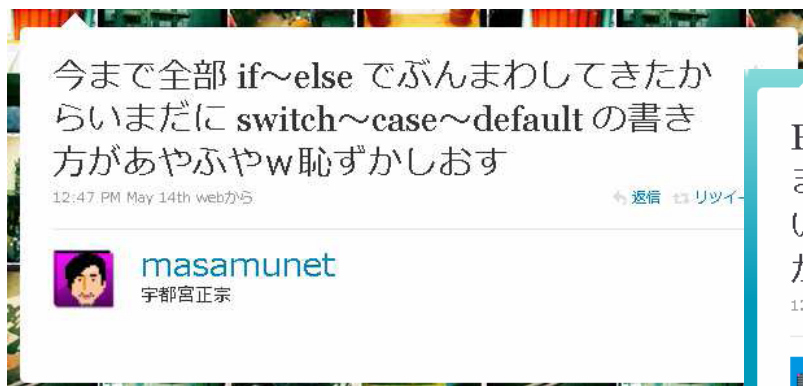 今まで全部 if～else でぶんまわしてきたか
らいまだに switch～case～default の書き
方があやふやw恥ずかしおす
12:47 PM May 14th webから
返信 リツイー
masamunet
宇都宮正宗